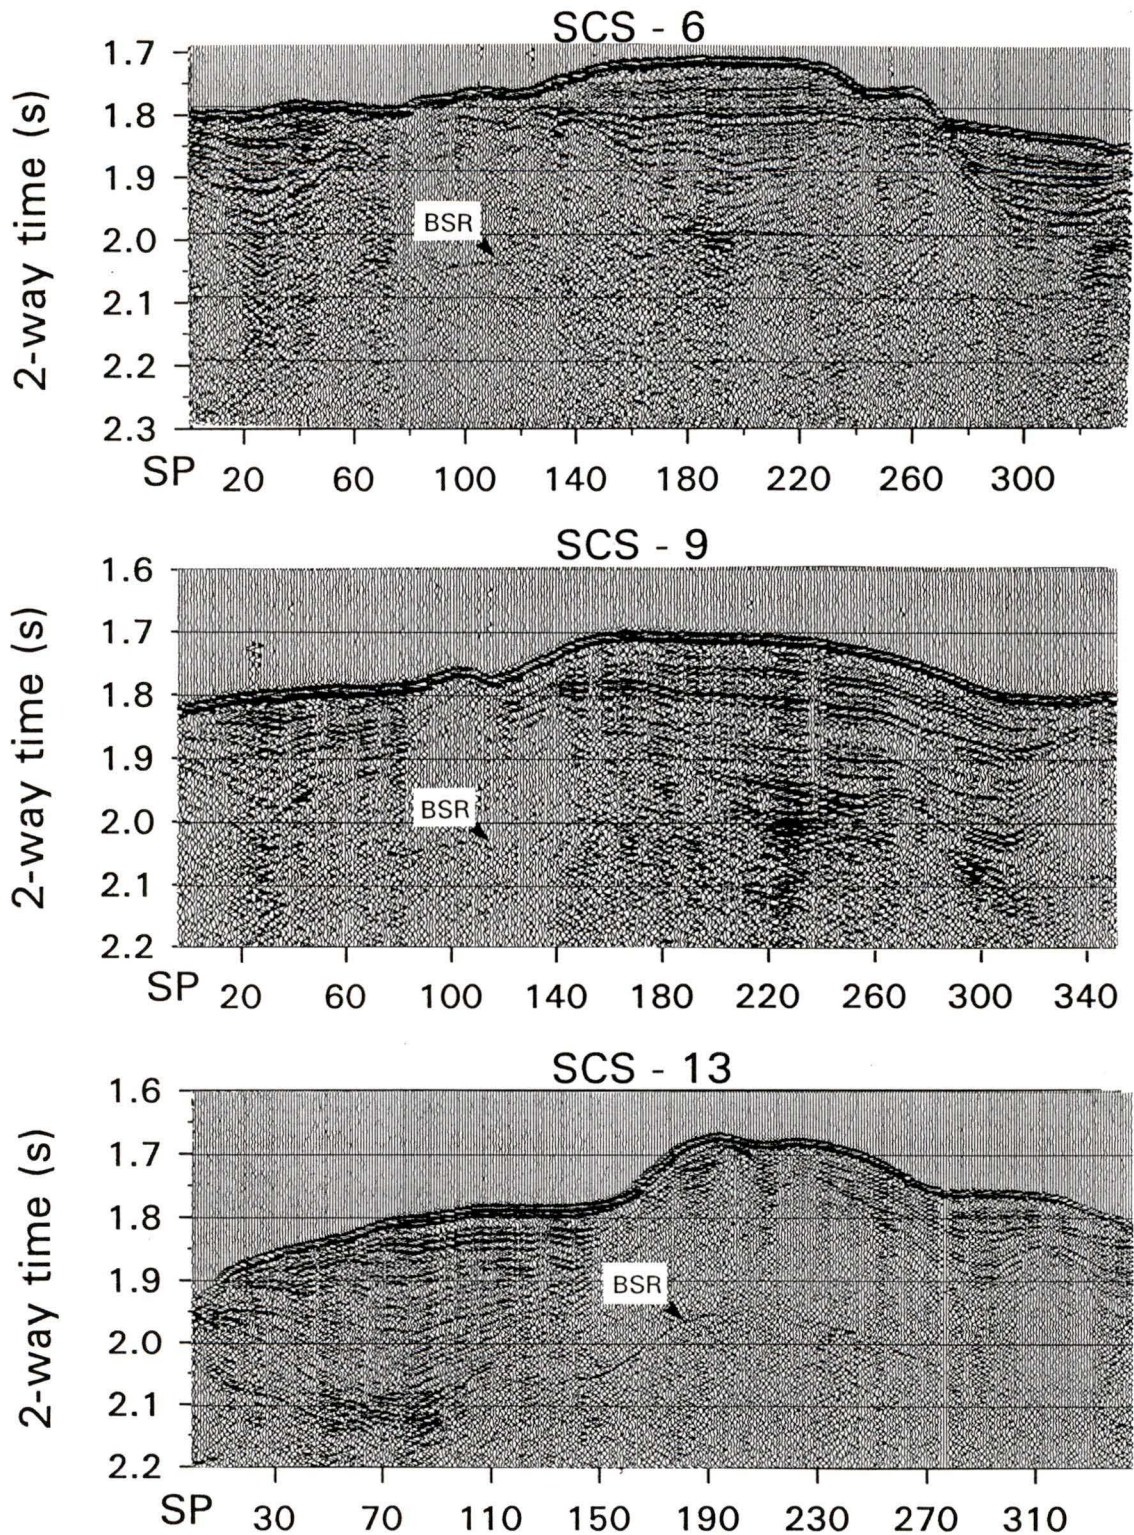 SCS - 6
2-way time (s)
1.7
1.8
1.9
2.0
2.1
2.2
2.3
BSR
SP 20 60 100 140 180 220 260 300
SCS - 9
2-way time (s)
1.6
1.7
1.8
1.9
2.0
2.1
2.2
BSR
SP 20 60 100 140 180 220 260 300 340
SCS - 13
2-way time (s)
1.6
1.7
1.8
1.9
2.0
2.1
2.2
BSR
SP 30 70 110 150 190 230 270 310